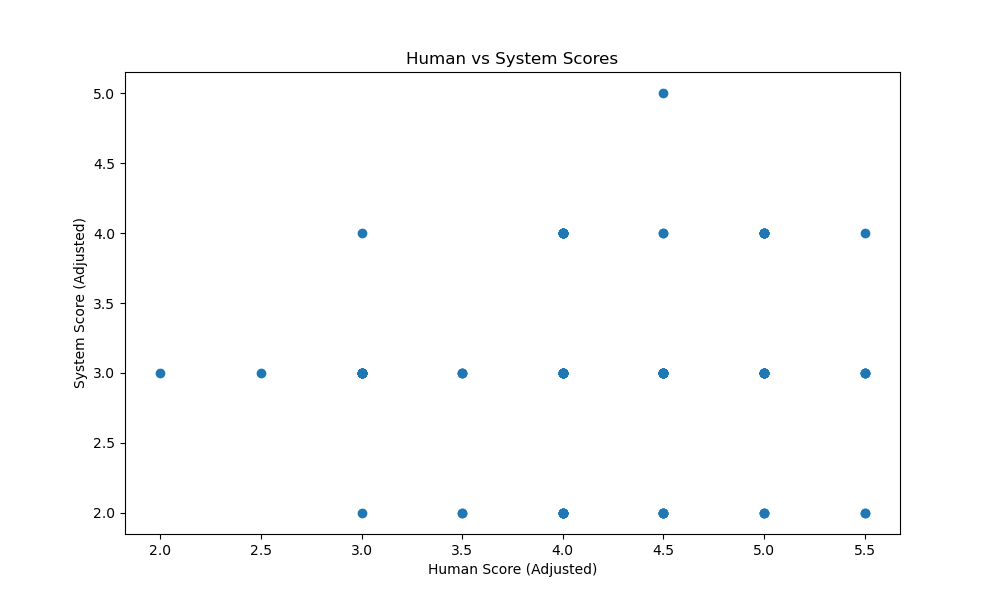 Human vs System Scores
5.0
4.5
4.0
3.5
3.0
2.5
2.0
System Score (Adjusted)
2.0 2.5 3.0 3.5 4.0 4.5 5.0 5.5
Human Score (Adjusted)